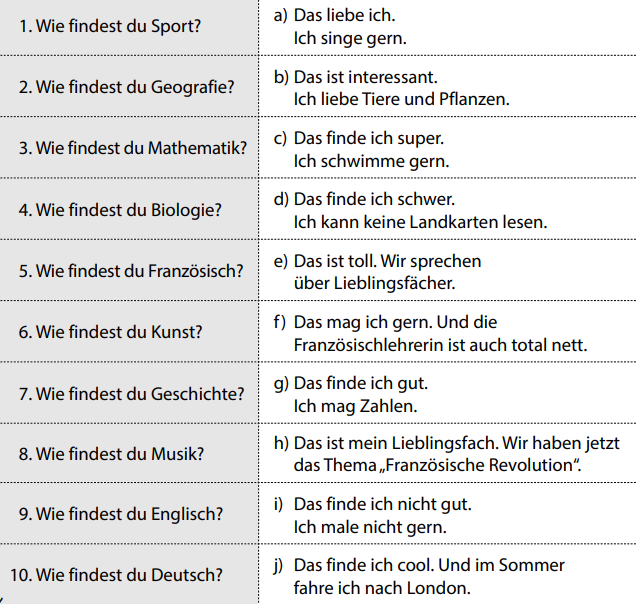 1. Wie findest du Sport?
a) Das liebe ich.
Ich singe gern.
2. Wie findest du Geografie?
b) Das ist interessant.
Ich liebe Tiere und Pflanzen.
3. Wie findest du Mathematik?
c) Das finde ich super.
Ich schwimme gern.
4. Wie findest du Biologie?
d) Das finde ich schwer.
Ich kann keine Landkarten lesen.
5. Wie findest du Französisch?
e) Das ist toll. Wir sprechen
über Lieblingsfächer.
6. Wie findest du Kunst?
f) Das mag ich gern. Und die
Französischlehrerin ist auch total nett.
7. Wie findest du Geschichte?
g) Das finde ich gut.
Ich mag Zahlen.
8. Wie findest du Musik?
h) Das ist mein Lieblingsfach. Wir haben jetzt
das Thema „Französische Revolution“.
9. Wie findest du Englisch?
i) Das finde ich nicht gut.
Ich male nicht gern.
10. Wie findest du Deutsch?
j) Das finde ich cool. Und im Sommer
fahre ich nach London.